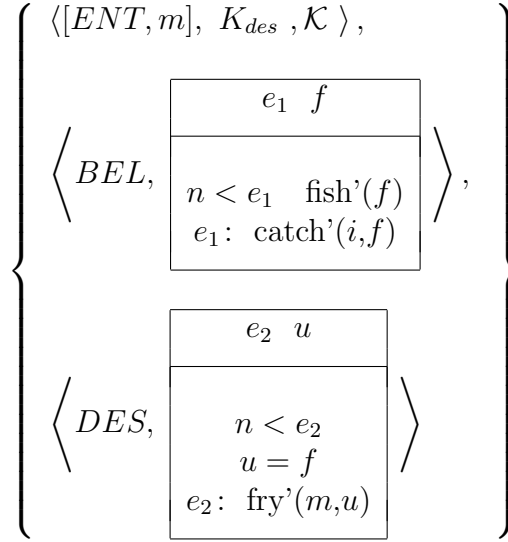 ⟨[ENT, m], K_des , 𝒦 ⟩ ,
e₁ f
⟨BEL, n < e₁ fish’(f) ⟩ ,
e₁ : catch’(i,f)
e₂ u
n < e₂
⟨DES, u = f ⟩
e₂ : fry’(m,u)